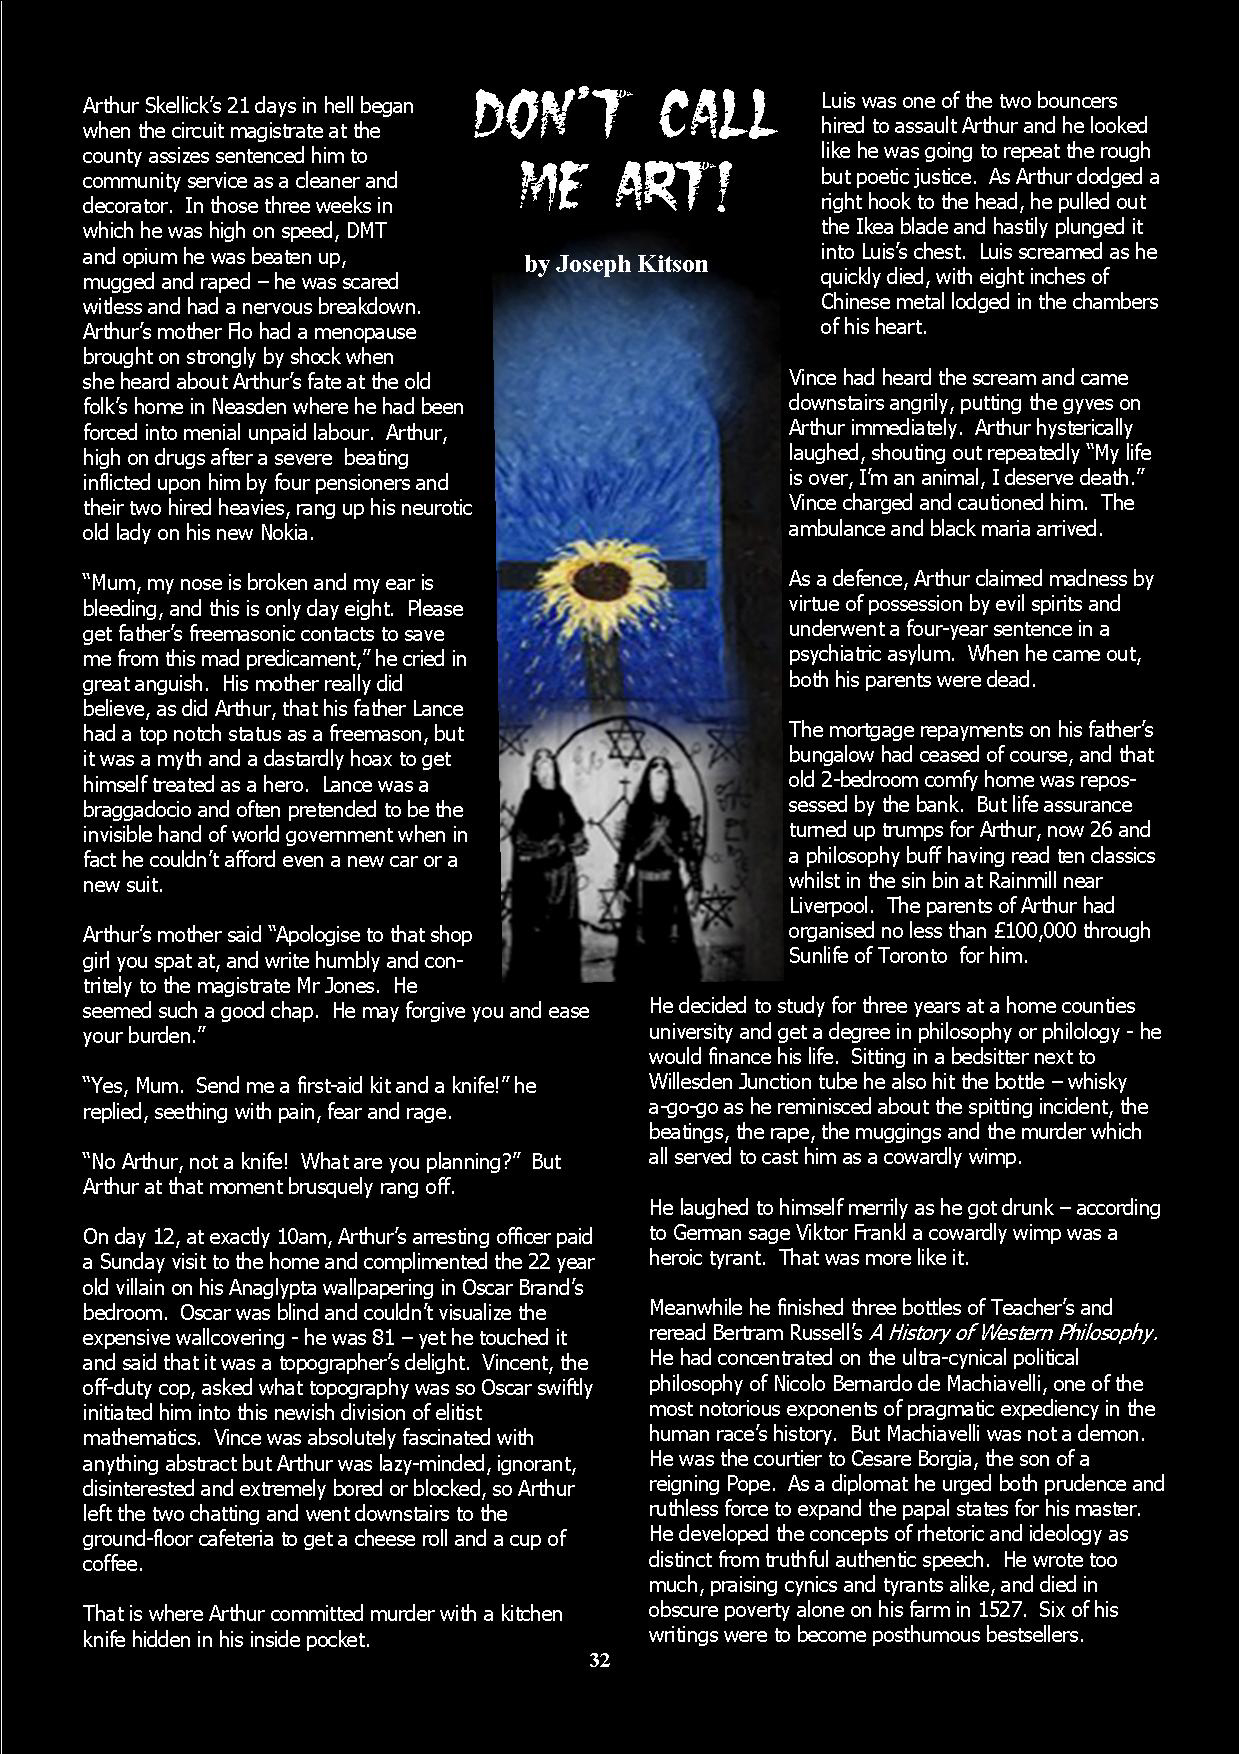 DON'T CALL
ME ART!
by Joseph Kitson
Arthur Skellick's 21 days in hell began
when the circuit magistrate at the
county assizes sentenced him to
community service as a cleaner and
decorator.  In those three weeks in
which he was high on speed, DMT
and opium he was beaten up,
mugged and raped – he was scared
witless and had a nervous breakdown.
Arthur's mother Flo had a menopause
brought on strongly by shock when
she heard about Arthur's fate at the old
folk's home in Neasden where he had been
forced into menial unpaid labour.  Arthur,
high on drugs after a severe  beating
inflicted upon him by four pensioners and
their two hired heavies, rang up his neurotic
old lady on his new Nokia.
“Mum, my nose is broken and my ear is
bleeding, and this is only day eight.  Please
get father's freemasonic contacts to save
me from this mad predicament,” he cried in
great anguish.  His mother really did
believe, as did Arthur, that his father Lance
had a top notch status as a freemason, but
it was a myth and a dastardly hoax to get
himself treated as a hero.  Lance was a
braggadocio and often pretended to be the
invisible hand of world government when in
fact he couldn't afford even a new car or a
new suit.
Arthur's mother said “Apologise to that shop
girl you spat at, and write humbly and con-
tritely to the magistrate Mr Jones.  He
seemed such a good chap.  He may forgive you and ease
your burden.”
“Yes, Mum.  Send me a first-aid kit and a knife!” he
replied, seething with pain, fear and rage.
“No Arthur, not a knife!  What are you planning?”  But
Arthur at that moment brusquely rang off.
On day 12, at exactly 10am, Arthur's arresting officer paid
a Sunday visit to the home and complimented the 22 year
old villain on his Anaglypta wallpapering in Oscar Brand's
bedroom.  Oscar was blind and couldn't visualize the
expensive wallcovering - he was 81 – yet he touched it
and said that it was a topographer's delight.  Vincent, the
off-duty cop, asked what topography was so Oscar swiftly
initiated him into this newish division of elitist
mathematics.  Vince was absolutely fascinated with
anything abstract but Arthur was lazy-minded, ignorant,
disinterested and extremely bored or blocked, so Arthur
left the two chatting and went downstairs to the
ground-floor cafeteria to get a cheese roll and a cup of
coffee.
That is where Arthur committed murder with a kitchen
knife hidden in his inside pocket.
Luis was one of the two bouncers
hired to assault Arthur and he looked
like he was going to repeat the rough
but poetic justice.  As Arthur dodged a
right hook to the head, he pulled out
the Ikea blade and hastily plunged it
into Luis's chest.  Luis screamed as he
quickly died, with eight inches of
Chinese metal lodged in the chambers
of his heart.
Vince had heard the scream and came
downstairs angrily, putting the gyves on
Arthur immediately.  Arthur hysterically
laughed, shouting out repeatedly “My life
is over, I'm an animal, I deserve death.”
Vince charged and cautioned him.  The
ambulance and black maria arrived.
As a defence, Arthur claimed madness by
virtue of possession by evil spirits and
underwent a four-year sentence in a
psychiatric asylum.  When he came out,
both his parents were dead.
The mortgage repayments on his father's
bungalow had ceased of course, and that
old 2-bedroom comfy home was repos-
sessed by the bank.  But life assurance
turned up trumps for Arthur, now 26 and
a philosophy buff having read ten classics
whilst in the sin bin at Rainmill near
Liverpool.  The parents of Arthur had
organised no less than £100,000 through
Sunlife of Toronto  for him.
He decided to study for three years at a home counties
university and get a degree in philosophy or philology - he
would finance his life.  Sitting in a bedsitter next to
Willesden Junction tube he also hit the bottle – whisky
a-go-go as he reminisced about the spitting incident, the
beatings, the rape, the muggings and the murder which
all served to cast him as a cowardly wimp.
He laughed to himself merrily as he got drunk – according
to German sage Viktor Frankl a cowardly wimp was a
heroic tyrant.  That was more like it.
Meanwhile he finished three bottles of Teacher's and
reread Bertram Russell's A History of Western Philosophy.
He had concentrated on the ultra-cynical political
philosophy of Nicolo Bernardo de Machiavelli, one of the
most notorious exponents of pragmatic expediency in the
human race's history.  But Machiavelli was not a demon.
He was the courtier to Cesare Borgia, the son of a
reigning Pope.  As a diplomat he urged both prudence and
ruthless force to expand the papal states for his master.
He developed the concepts of rhetoric and ideology as
distinct from truthful authentic speech.  He wrote too
much, praising cynics and tyrants alike, and died in
obscure poverty alone on his farm in 1527.  Six of his
writings were to become posthumous bestsellers.
32